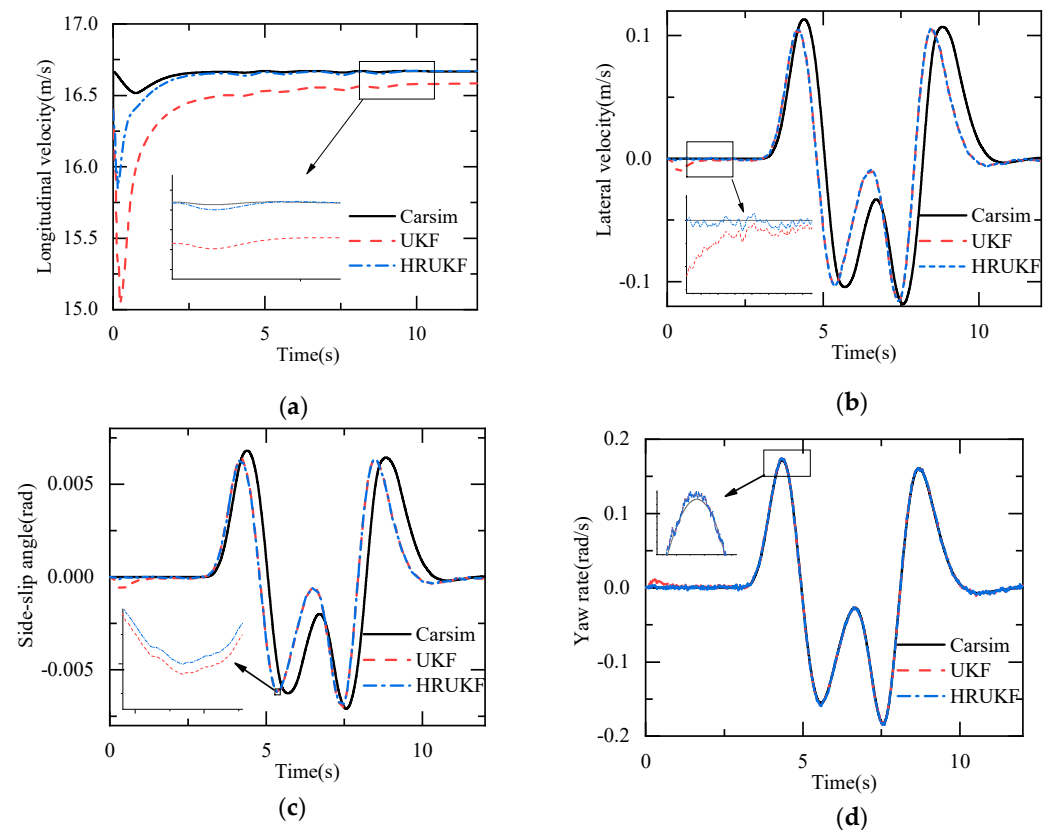 17.0
16.5
16.0
15.5
15.0
Longitudinal velocity(m/s)
Carsim
UKF
HRUKF
0
5
10
Time(s)
(a)
0.1
0.0
-0.1
Lateral velocity(m/s)
Carsim
UKF
HRUKF
0
5
10
Time(s)
(b)
0.005
0.000
-0.005
Side-slip angle(rad)
Carsim
UKF
HRUKF
0
5
10
Time(s)
(c)
0.2
0.1
0.0
-0.1
-0.2
Yaw rate(rad/s)
Carsim
UKF
HRUKF
0
5
10
Time(s)
(d)